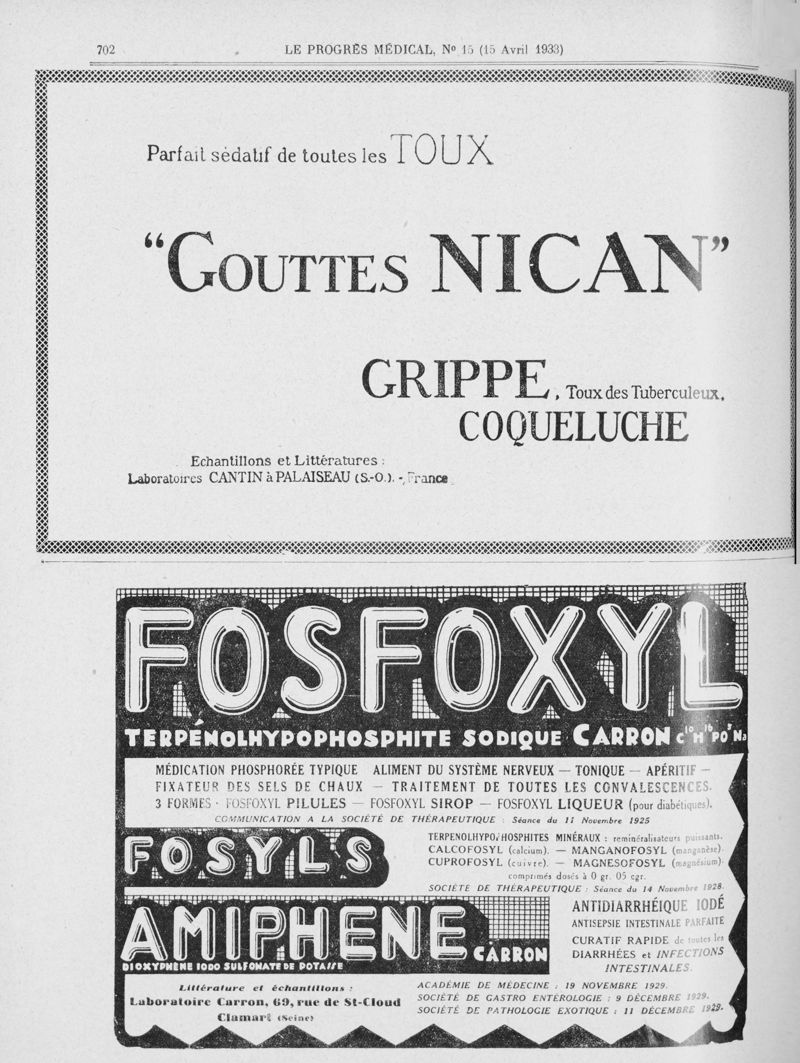 702
LE PROGRÈS MÉDICAL, Nº 15 (15 Avril 1933)
Parfait sédatif de toutes les TOUX
“GOUTTES NICAN”
GRIPPE, Toux des Tuberculeux,
COQUELUCHE
Echantillons et Littératures :
Laboratoires CANTIN à PALAISEAU (S.-O.). - France
FOSFOXYL
TERPÉNOLHYPOPHOSPHITE SODIQUE CARRON C¹⁰H¹⁶PO³Na
MÉDICATION PHOSPHORÉE TYPIQUE ALIMENT DU SYSTÈME NERVEUX — TONIQUE — APÉRITIF —
FIXATEUR DES SELS DE CHAUX — TRAITEMENT DE TOUTES LES CONVALESCENCES.
3 FORMES · FOSFOXYL PILULES — FOSFOXYL SIROP — FOSFOXYL LIQUEUR (pour diabétiques).
COMMUNICATION A LA SOCIÉTÉ DE THÉRAPEUTIQUE : Séance du 11 Novembre 1925
FOSYLS
TERPENOLHYPOPHOSPHITES MINÉRAUX : reminéralisateurs puissants.
CALCOFOSYL (calcium). — MANGANOFOSYL (manganèse).
CUPROFOSYL (cuivre). — MAGNESOFOSYL (magnésium).
comprimés dosés à 0 gr. 05 cgr.
SOCIÉTÉ DE THÉRAPEUTIQUE : Séance du 14 Novembre 1928.
AMIPHENE CARRON
DIOXYPHÈNE IODO SULFONATE DE POTASSE
ANTIDIARRHÉIQUE IODÉ
ANTISEPSIE INTESTINALE PARFAITE
CURATIF RAPIDE de toutes les
DIARRHÉES et INFECTIONS
INTESTINALES.
Littérature et échantillons :
Laboratoire Carron, 69, rue de St-Cloud
Clamart (Seine)
ACADÉMIE DE MÉDECINE : 19 NOVEMBRE 1929.
SOCIÉTÉ DE GASTRO ENTÉROLOGIE : 9 DÉCEMBRE 1929.
SOCIÉTÉ DE PATHOLOGIE EXOTIQUE : 11 DÉCEMBRE 1929.